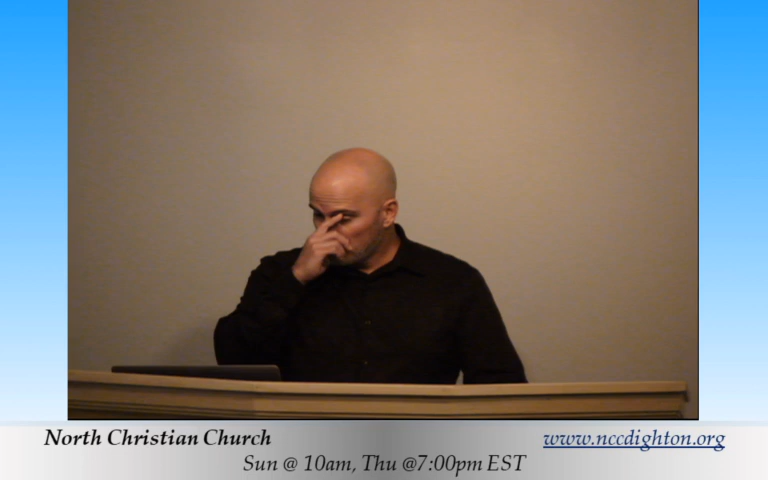 North Christian Church
www.nccdighton.org
Sun @ 10am, Thu @7:00pm EST